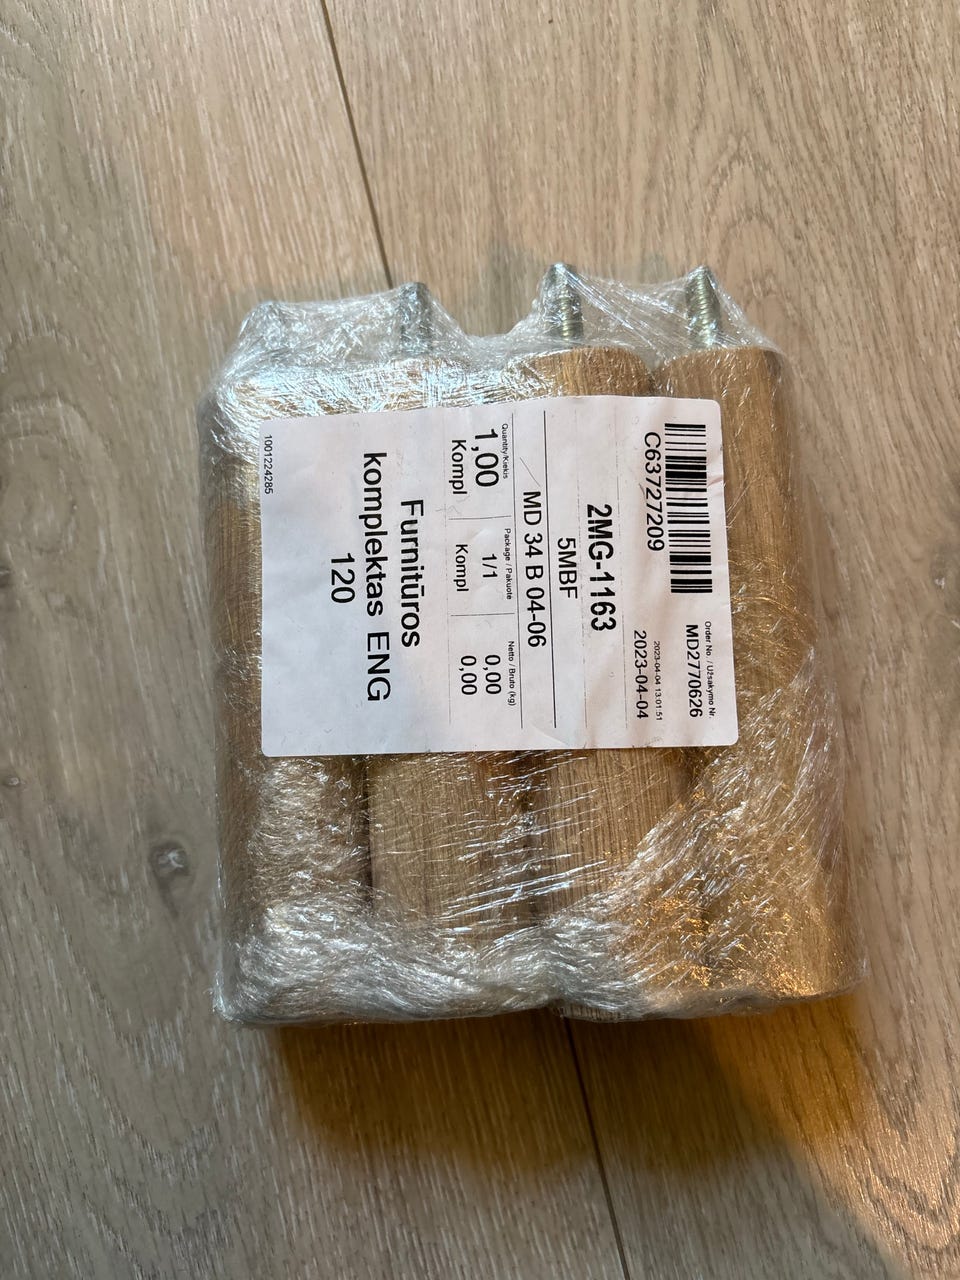 C63727209
Order No. / Užsakymo Nr.
MD2770626
2023-04-04 13:01:51
2023-04-04
2MG-1163
5MBF
MD 34 B 04-06
Quantity/Kiekis
1,00
Kompl
Package / Pakuotė
1/1
Kompl
Netto / Bruto (kg)
0,00
0,00
Furnitūros
komplektas ENG
120
1001224285